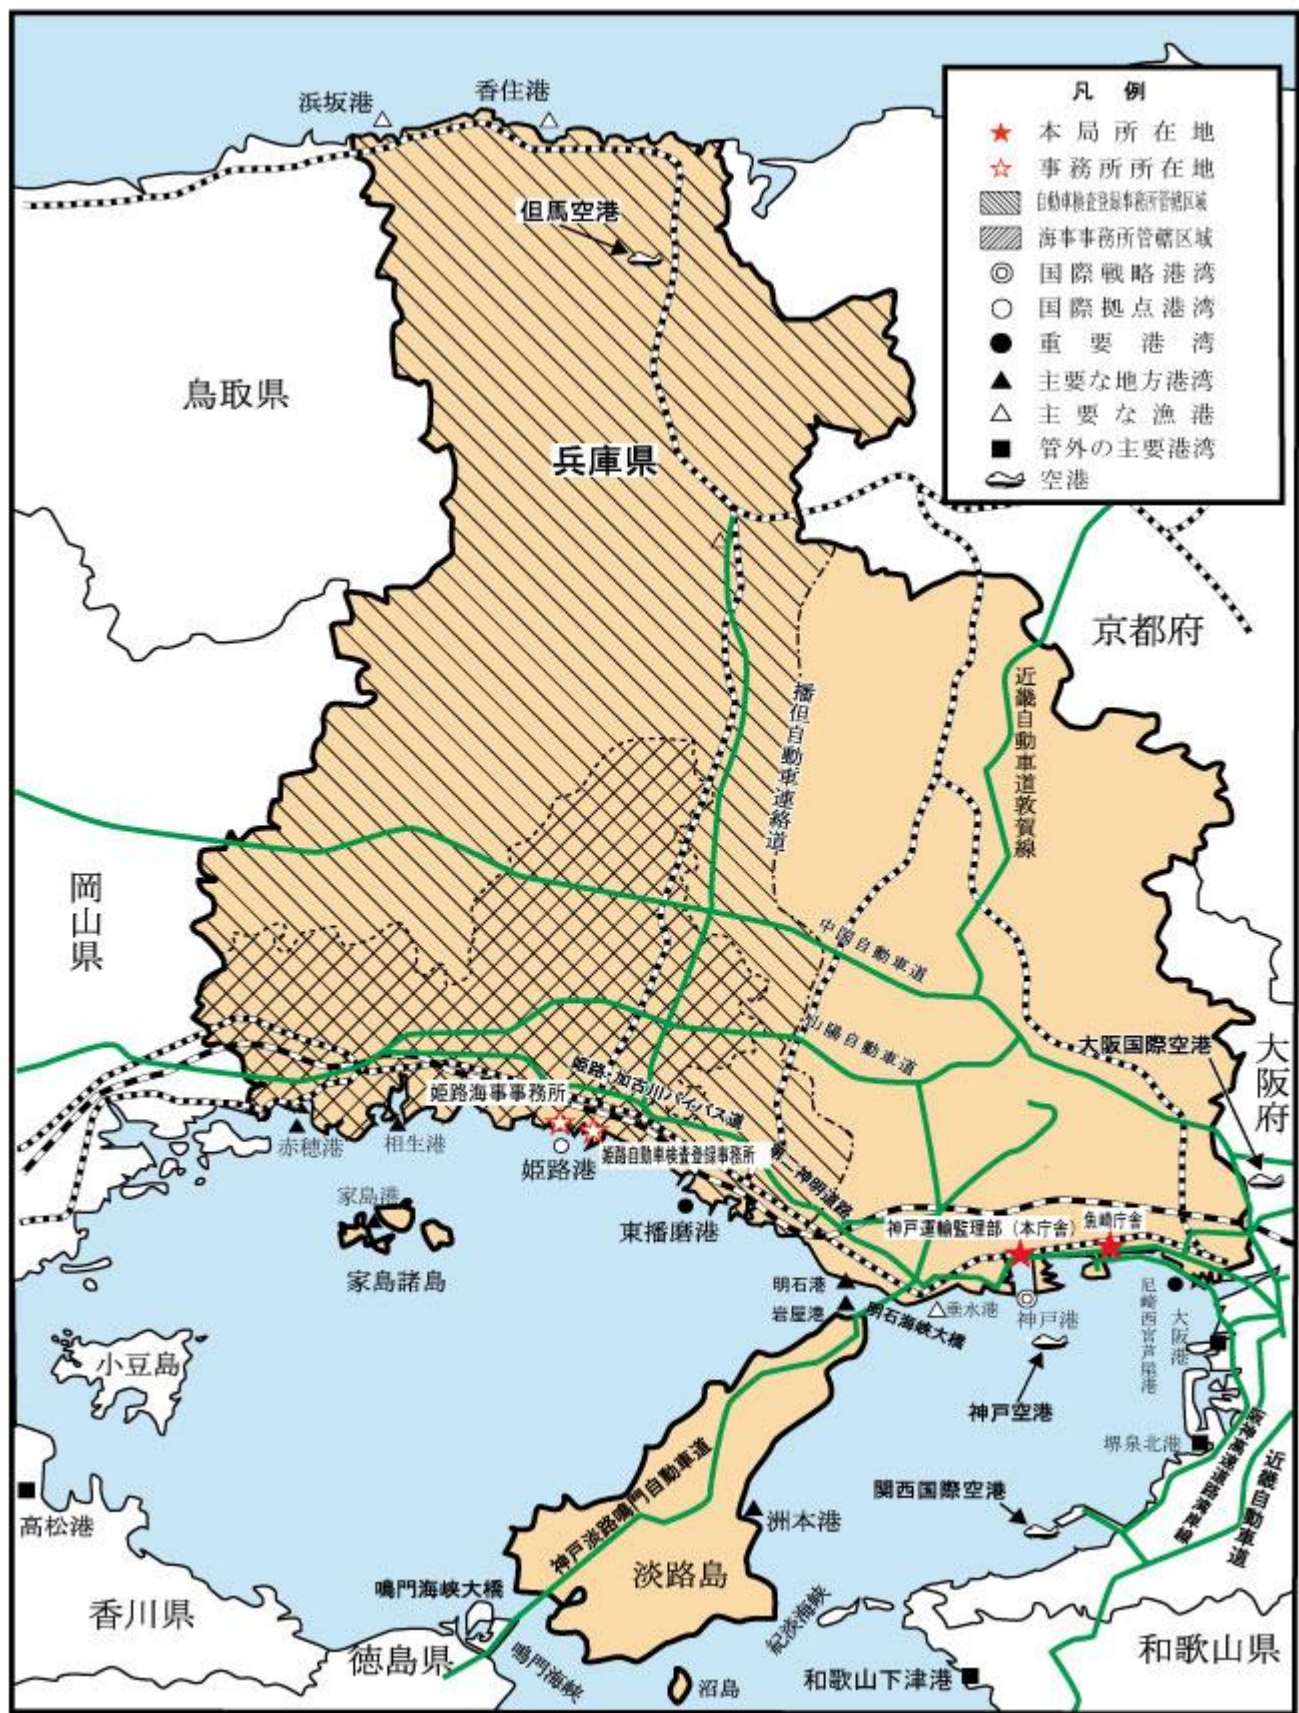 浜坂港
香住港
凡例
本局所在地
事務所所在地
自動車検査登録事務所管轄区域
海事事務所管轄区域
国際戦略港湾
国際拠点港湾
重要港湾
主要な地方港湾
主要な漁港
管外の主要港湾
空港
但馬空港
鳥取県
兵庫県
京都府
近畿自動車道敦賀線
播但自動車道連絡道
岡山県
中国自動車道
山陽自動車道
大阪国際空港
大阪府
姫路・加古川バイパス道
姫路海事事務所
赤穂港
相生港
姫路港
姫路自動車検査登録事務所
第一神明道路
家島港
東播磨港
神戸運輸監理部(本庁舎)
魚崎庁舎
家島諸島
明石港
岩屋港
明石海峡大橋
垂水港
神戸港
尼崎西宮芦屋港
大阪港
小豆島
神戸空港
堺泉北港
阪神高速道路湾岸線
近畿自動車道
神戸淡路鳴門自動車道
関西国際空港
高松港
洲本港
淡路島
鳴門海峡大橋
香川県
徳島県
鳴門海峡
紀淡海峡
沼島
和歌山下津港
和歌山県